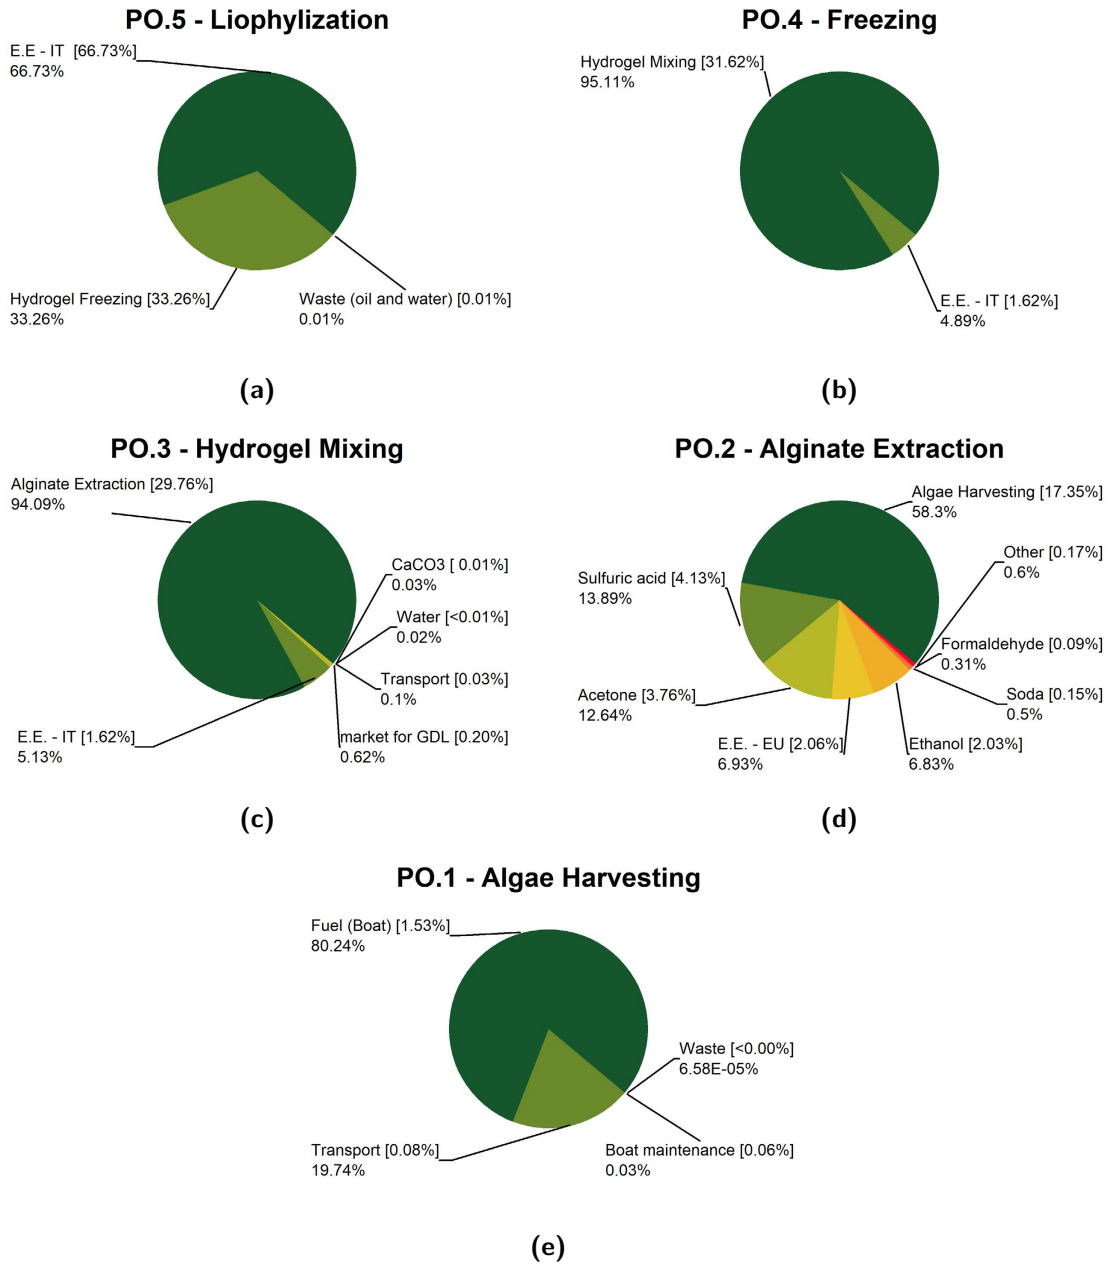 PO.5 - Liophylization
E.E - IT  [66.73%]
66.73%
Hydrogel Freezing [33.26%]
33.26%
Waste (oil and water) [0.01%]
0.01%
(a)
PO.4 - Freezing
Hydrogel Mixing [31.62%]
95.11%
E.E. - IT [1.62%]
4.89%
(b)
PO.3 - Hydrogel Mixing
Alginate Extraction [29.76%]
94.09%
CaCO3 [ 0.01%]
0.03%
Water [<0.01%]
0.02%
Transport [0.03%]
0.1%
E.E. - IT [1.62%]
5.13%
market for GDL [0.20%]
0.62%
(c)
PO.2 - Alginate Extraction
Algae Harvesting [17.35%]
58.3%
Other [0.17%]
0.6%
Sulfuric acid [4.13%]
13.89%
Formaldehyde [0.09%]
0.31%
Acetone [3.76%]
12.64%
Soda [0.15%]
0.5%
E.E. - EU [2.06%]
6.93%
Ethanol [2.03%]
6.83%
(d)
PO.1 - Algae Harvesting
Fuel (Boat) [1.53%]
80.24%
Waste [<0.00%]
6.58E-05%
Transport [0.08%]
19.74%
Boat maintenance [0.06%]
0.03%
(e)